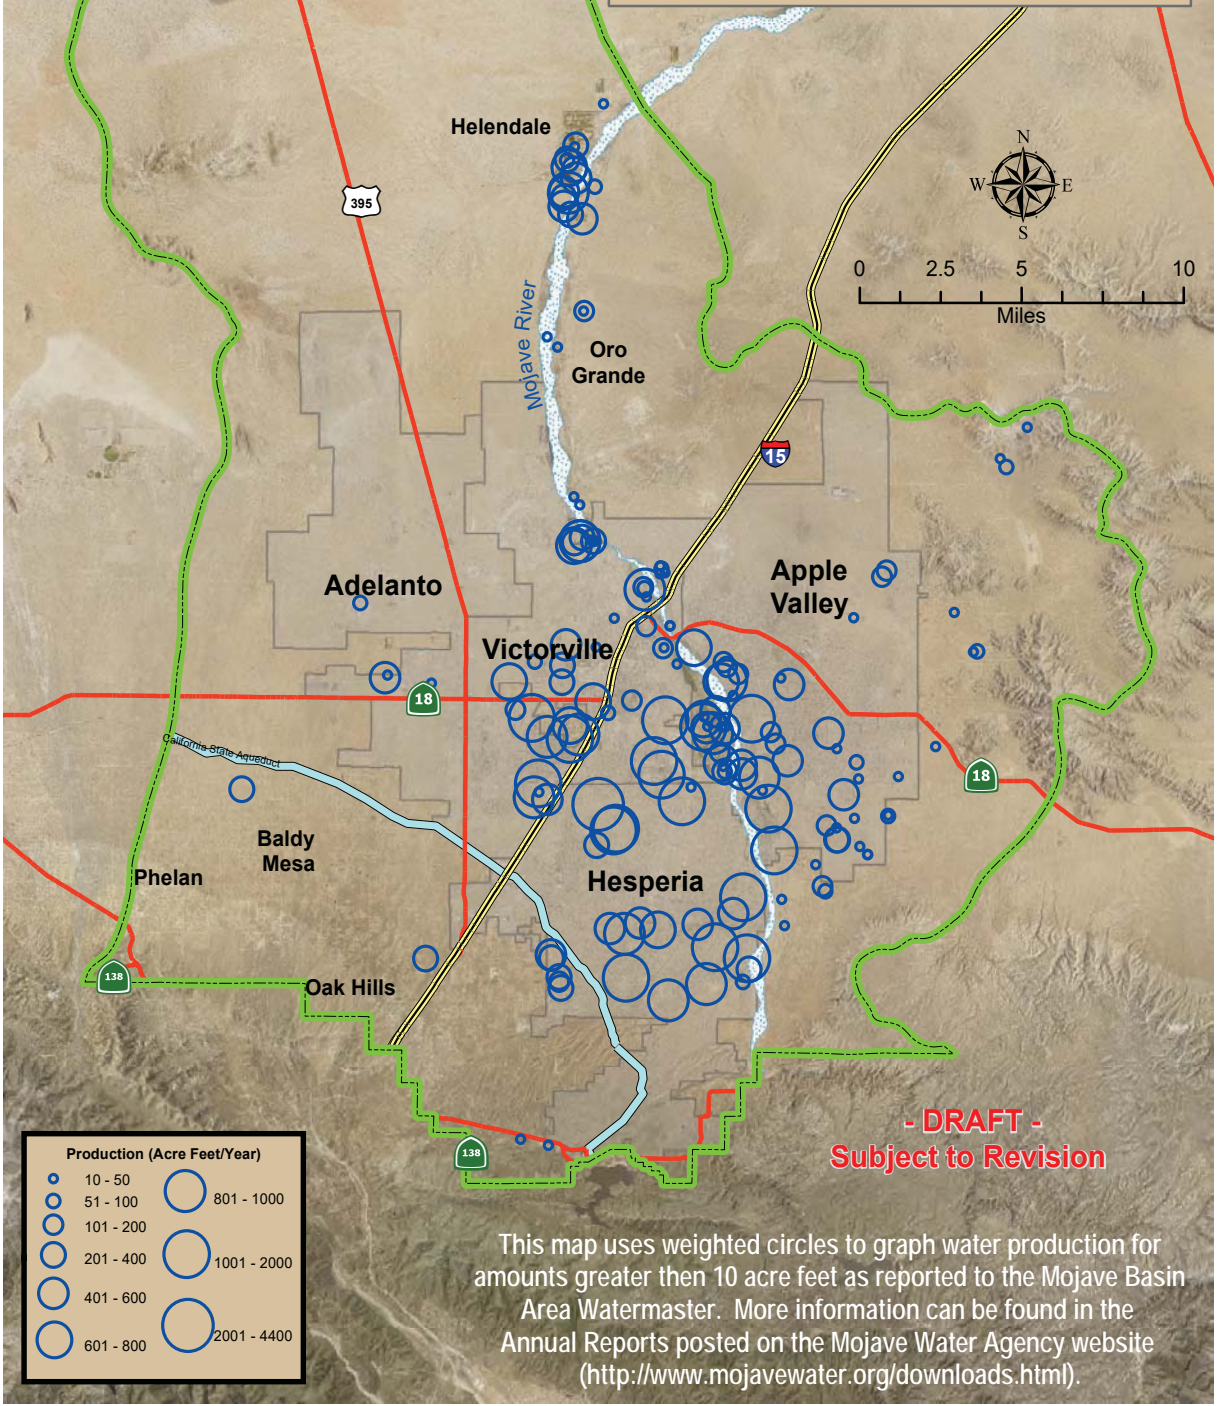 Helendale
N
W
E
S
395
0
2.5
5
10
Miles
Mojave River
Oro
Grande
15
Apple
Valley
Adelanto
Victorville
18
California State Aqueduct
18
Baldy
Mesa
Phelan
Hesperia
138
Oak Hills
- DRAFT -
Subject to Revision
138
Production (Acre Feet/Year)
10 - 50
51 - 100
101 - 200
201 - 400
401 - 600
601 - 800
801 - 1000
1001 - 2000
2001 - 4400
This map uses weighted circles to graph water production for
amounts greater then 10 acre feet as reported to the Mojave Basin
Area Watermaster. More information can be found in the
Annual Reports posted on the Mojave Water Agency website
(http://www.mojavewater.org/downloads.html).